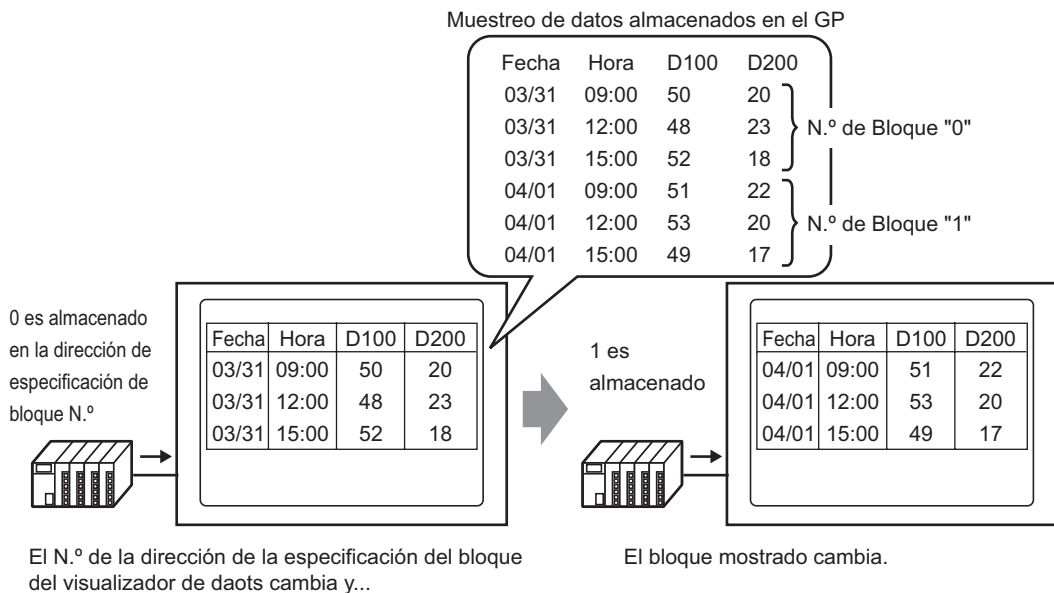 Muestreo de datos almacenados en el GP
Fecha Hora D100 D200
03/31 09:00 50 20
03/31 12:00 48 23
03/31 15:00 52 18
04/01 09:00 51 22
04/01 12:00 53 20
04/01 15:00 49 17
N.º de Bloque "0"
N.º de Bloque "1"
0 es almacenado
en la dirección de
especificación de
bloque N.º
Fecha Hora D100 D200
03/31 09:00 50 20
03/31 12:00 48 23
03/31 15:00 52 18
1 es
almacenado
Fecha Hora D100 D200
04/01 09:00 51 22
04/01 12:00 53 20
04/01 15:00 49 17
El N.º de la dirección de la especificación del bloque
del visualizador de daots cambia y...
El bloque mostrado cambia.